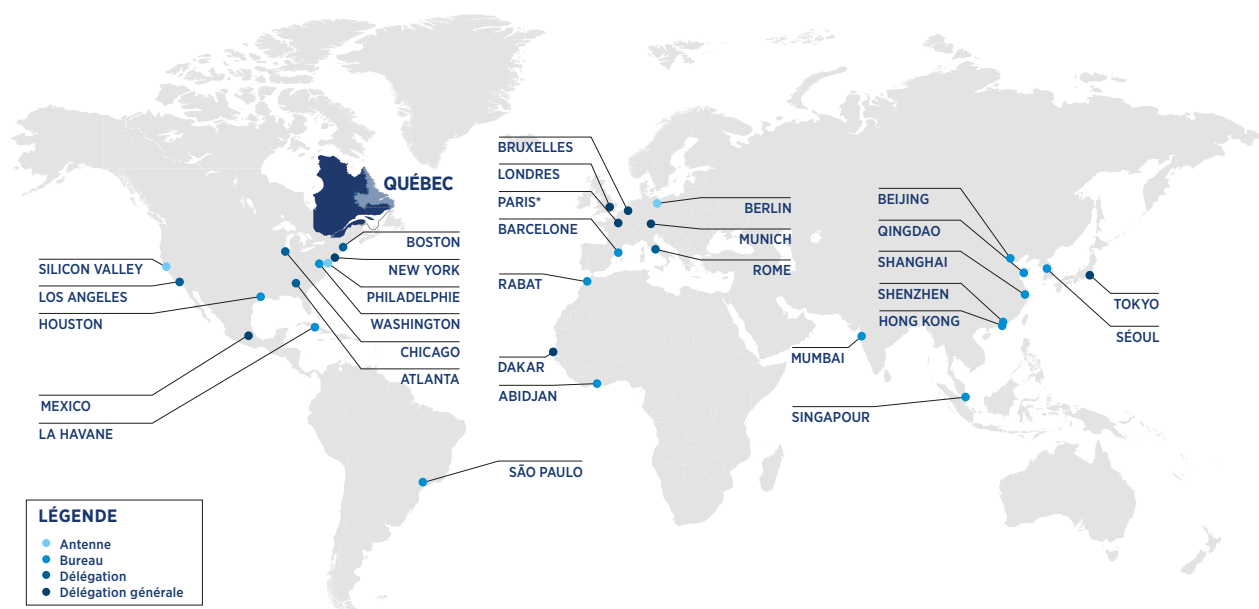 QUÉBEC
SILICON VALLEY
LOS ANGELES
HOUSTON
MEXICO
LA HAVANE
BOSTON
NEW YORK
PHILADELPHIE
WASHINGTON
CHICAGO
ATLANTA
SÃO PAULO
BRUXELLES
LONDRES
PARIS*
BARCELONE
RABAT
DAKAR
ABIDJAN
BERLIN
MUNICH
ROME
BEIJING
QINGDAO
SHANGHAI
SHENZHEN
HONG KONG
MUMBAI
SINGAPOUR
TOKYO
SÉOUL
LÉGENDE
Antenne
Bureau
Délégation
Délégation générale